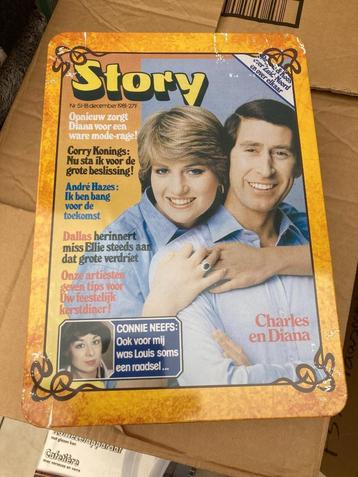 Story
Nr. 51-18 december 1981-2,75
Opnieuw zorgt
Diana voor een
ware mode-rage!
Corry Konings:
Nu sta ik voor de
grote beslissing!
André Hazes:
Ik ben bang
voor de
toekomst
Dallas herinnert
miss Ellie steeds aan
dat grote verdriet
Onze artiesten
geven tips voor
Uw feestelijk
kerstdiner!
CONNIE NEEFS:
Ook voor mij
was Louis soms
een raadsel...
Charles
en Diana
Cafetière